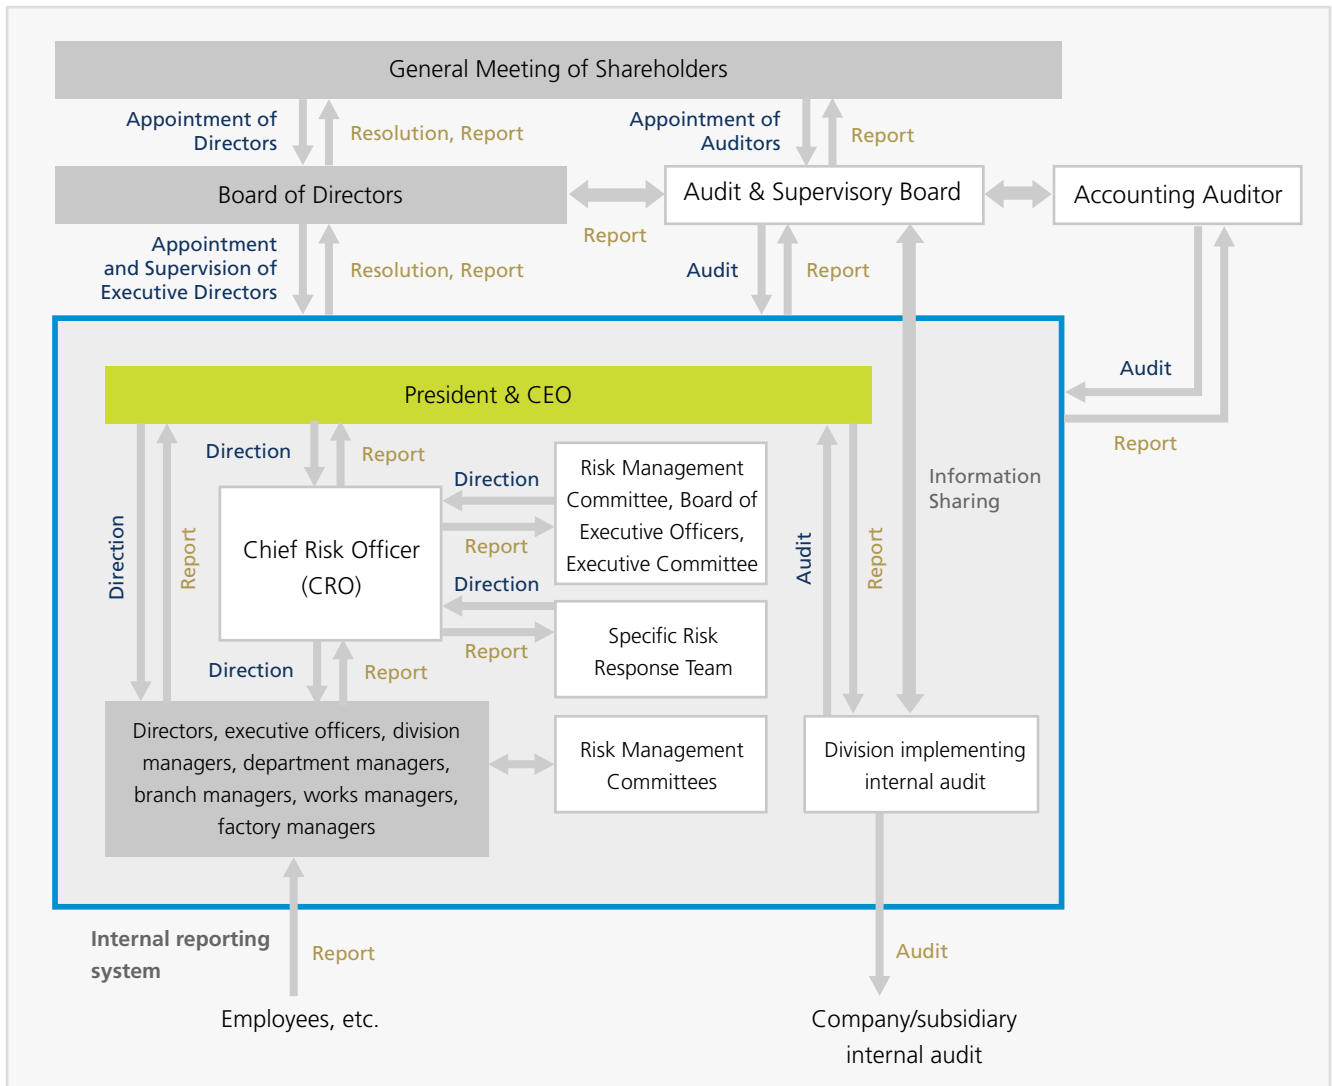 General Meeting of Shareholders
Appointment of
Directors
Resolution, Report
Appointment of
Auditors
Report
Board of Directors
Report
Audit & Supervisory Board
Accounting Auditor
Appointment
and Supervision of
Executive Directors
Resolution, Report
Audit
Report
Audit
Report
President & CEO
Direction
Report
Direction
Report
Chief Risk Officer
(CRO)
Direction
Report
Direction
Report
Risk Management
Committee, Board of
Executive Officers,
Executive Committee
Specific Risk
Response Team
Direction
Report
Audit
Report
Information
Sharing
Directors, executive officers, division
managers, department managers,
branch managers, works managers,
factory managers
Risk Management
Committees
Division implementing
internal audit
Internal reporting
system
Report
Employees, etc.
Audit
Company/subsidiary
internal audit